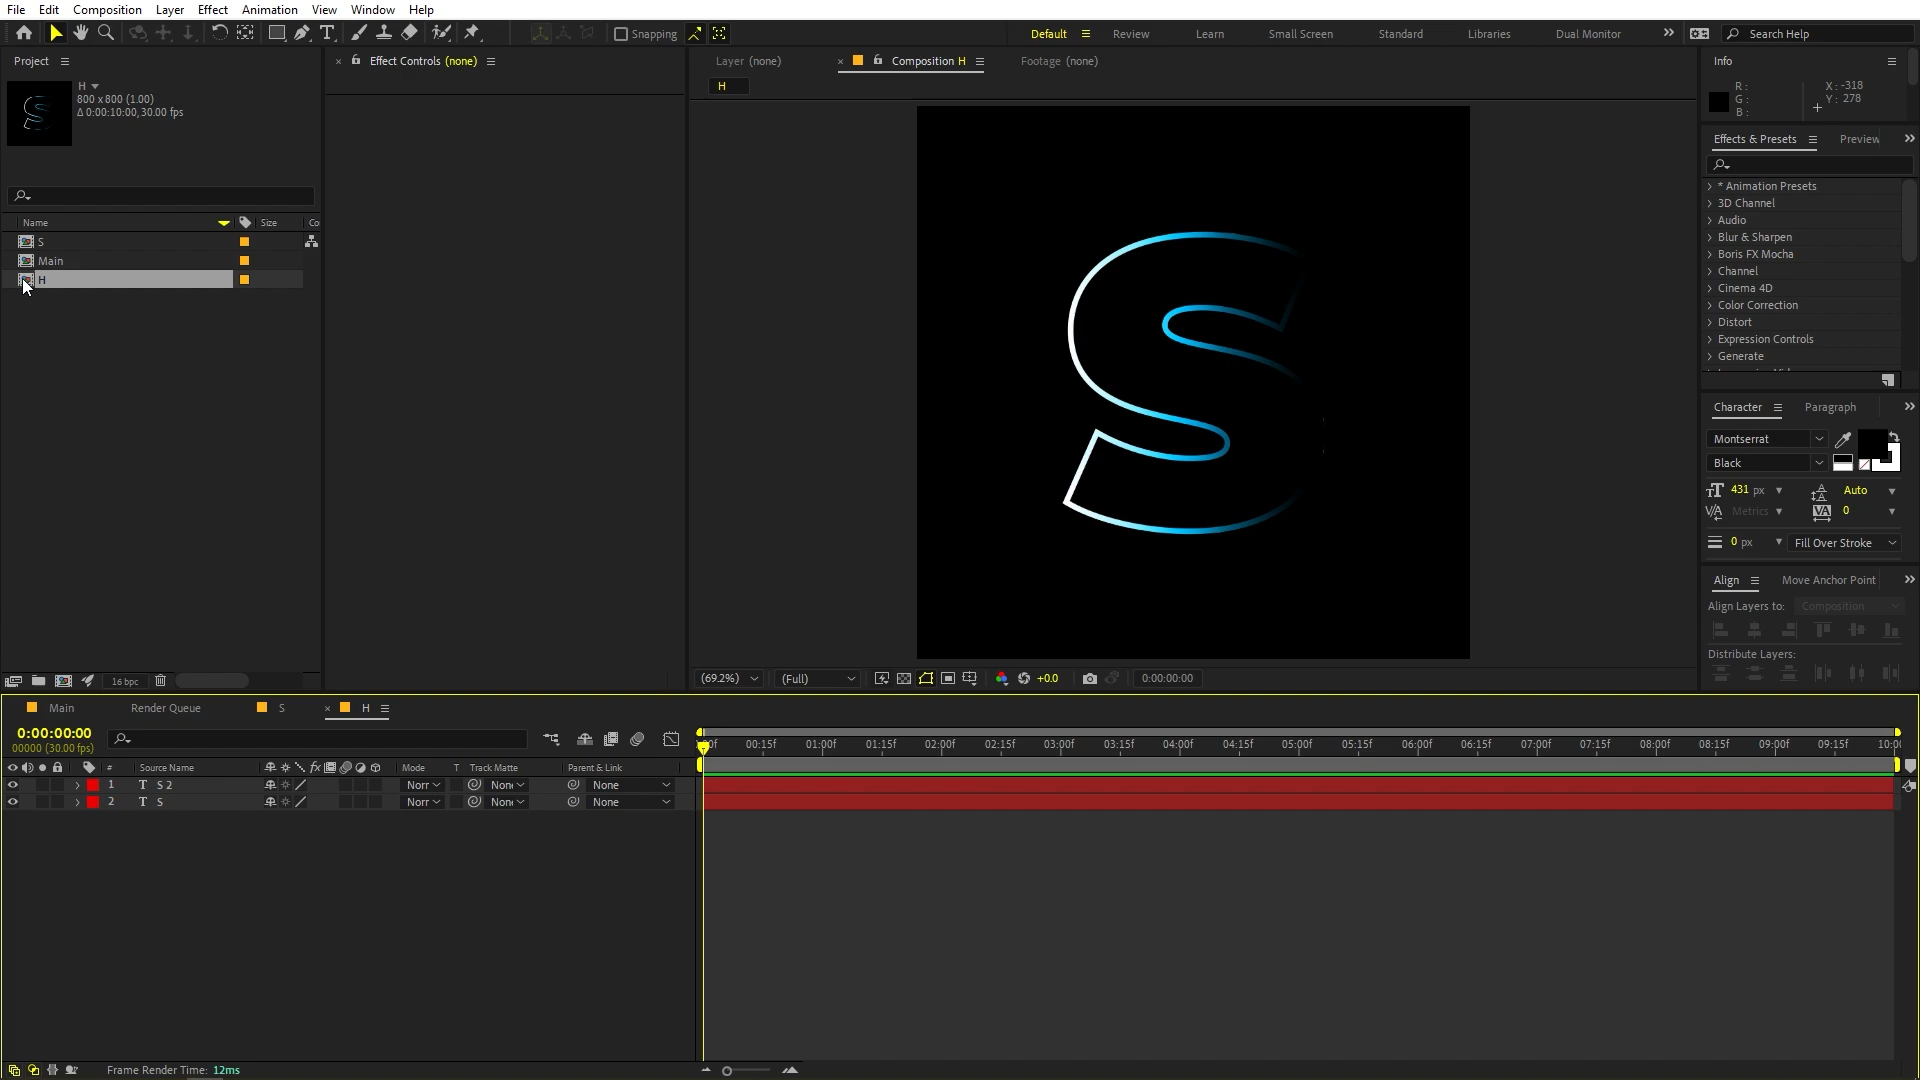 File Edit Composition Layer Effect Animation View Window Help
Snapping
Default Review Learn Small Screen Standard Libraries Dual Monitor Search Help
Project
Effect Controls (none)
Layer (none) Composition H Footage (none)
H
Info
H
800 x 800 (1.00)
Δ 0:00:10:00, 30.00 fps
R :
G :
B :
X : -318
Y : 278
Effects & Presets Preview
* Animation Presets
3D Channel
Audio
Blur & Sharpen
Boris FX Mocha
Channel
Cinema 4D
Color Correction
Distort
Expression Controls
Generate
Name Size Co
S
Main
H
S
Character Paragraph
Montserrat
Black
431 px Auto
Metrics 0
0 px Fill Over Stroke
Align Move Anchor Point
Align Layers to: Composition
Distribute Layers:
16 bpc
(69.2%) (Full) +0.0 0:00:00:00
Main Render Queue S H
0:00:00:00
00000 (30.00 fps)
00f 00:15f 01:00f 01:15f 02:00f 02:15f 03:00f 03:15f 04:00f 04:15f 05:00f 05:15f 06:00f 06:15f 07:00f 07:15f 08:00f 08:15f 09:00f 09:15f 10:0
# Source Name fx Mode T Track Matte Parent & Link
1 T S 2 Norr None None
2 T S Norr None None
Frame Render Time: 12ms